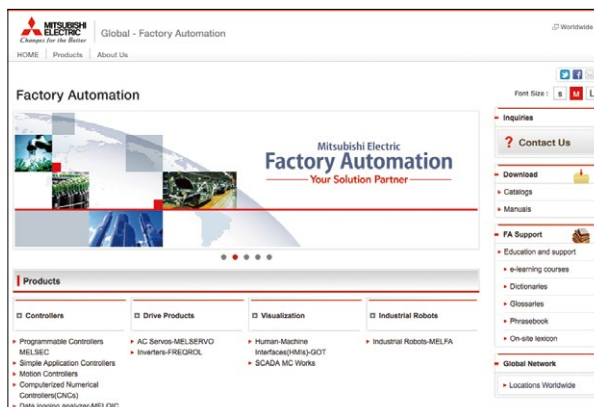 MITSUBISHI
ELECTRIC
Changes for the Better
Global - Factory Automation
Worldwide
HOME
Products
About Us
Factory Automation
Font Size :
S
M
L
Mitsubishi Electric
Factory Automation
Your Solution Partner
Products
Controllers
Programmable Controllers
MELSEC
Simple Application Controllers
Motion Controllers
Computerized Numerical
Controllers(CNCs)
Data logging analyzer-MELQIC
Drive Products
AC Servos-MELSERVO
Inverters-FREQROL
Visualization
Human-Machine
Interfaces(HMIs)-GOT
SCADA MC Works
Industrial Robots
Industrial Robots-MELFA
Inquiries
? Contact Us
Download
Catalogs
Manuals
FA Support
Education and support
e-learning courses
Dictionaries
Glossaries
Phrasebook
On-site lexicon
Global Network
Locations Worldwide